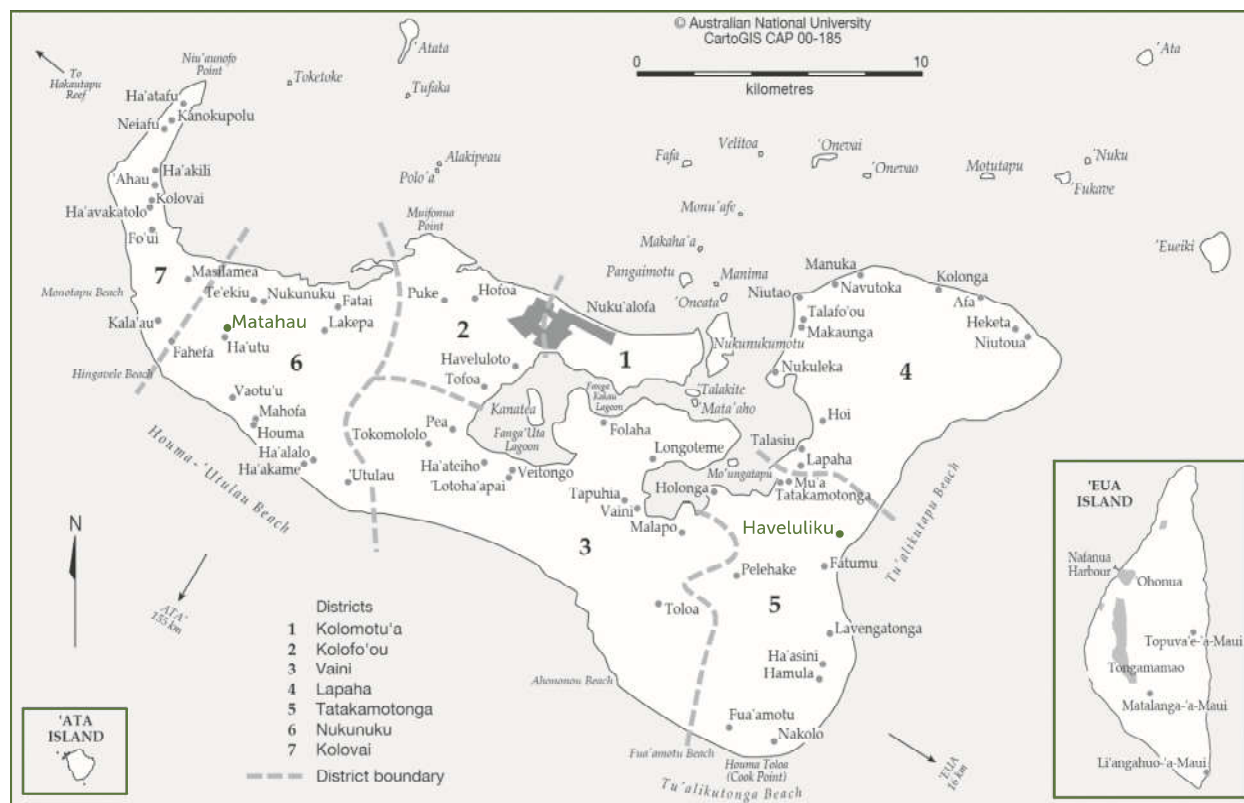 © Australian National University
CartoGIS CAP 00-185
0
10
kilometres
To
Hakautapu
Reef
Niu'aunofo
Point
'Atata
'Ata
Toketoke
Tufaka
Ha'atafu
Kanokupolu
Neiafu
Velitoa
'Onevai
Fafa
Alakipeau
Polo'a
'Onevao
Motutapu
'Nuku
Fukave
Ha'akili
'Ahau
Kolovai
Ha'avakatolo
Fo'ui
Muifonua
Point
Monu'afe
Makaha'a
Pangaimotu
Manima
'Oneata
'Eueiki
Manuka
Navutoka
Kolonga
Niutao
Afa
Talafo'ou
Makaunga
Heketa
Niutoua
7
Masilamea
Te'ekiu
Nukunuku
Fatai
Monotapu Beach
Puke
Hofoa
Nuku'alofa
Kala'au
Matahau
Lakepa
2
Ha'utu
Fahefa
6
1
Nukunukumotu
Nukuleka
4
Hingavele Beach
Haveluloto
Tofoa
Vaotu'u
Kanatea
Fanga
Kakau
Lagoon
Talakite
Mata'aho
Mahofa
Houma
Pea
Fanga'Uta
Lagoon
Folaha
Hoi
Tokomololo
Longoteme
Talasiu
Lapaha
Ha'alalo
Ha'akame
Ha'ateiho
Veitongo
'Lotoha'apai
Mo'ungatapu
Mu'a
Tatakamotonga
'Utulau
Houma-'Utulau Beach
Tapuhia
Vaini
Holonga
Malapo
Haveluliku
Tu'alikutapu Beach
3
Fatumu
Pelehake
5
Toloa
Lavengatonga
Ha'asini
Hamula
Ahononou Beach
Fua'amotu
Nakolo
Fua'amotu Beach
Houma Toloa
(Cook Point)
Tu'alikutonga Beach
'EUA
16 km
N
ATA'
155 km
Districts
1 Kolomotu'a
2 Kolofo'ou
3 Vaini
4 Lapaha
5 Tatakamotonga
6 Nukunuku
7 Kolovai
District boundary
'ATA
ISLAND
'EUA
ISLAND
Nafanua
Harbour
Ohonua
Topuva'e-'a-Maui
Tongamamao
Matalanga-'a-Maui
Li'angahuo-'a-Maui